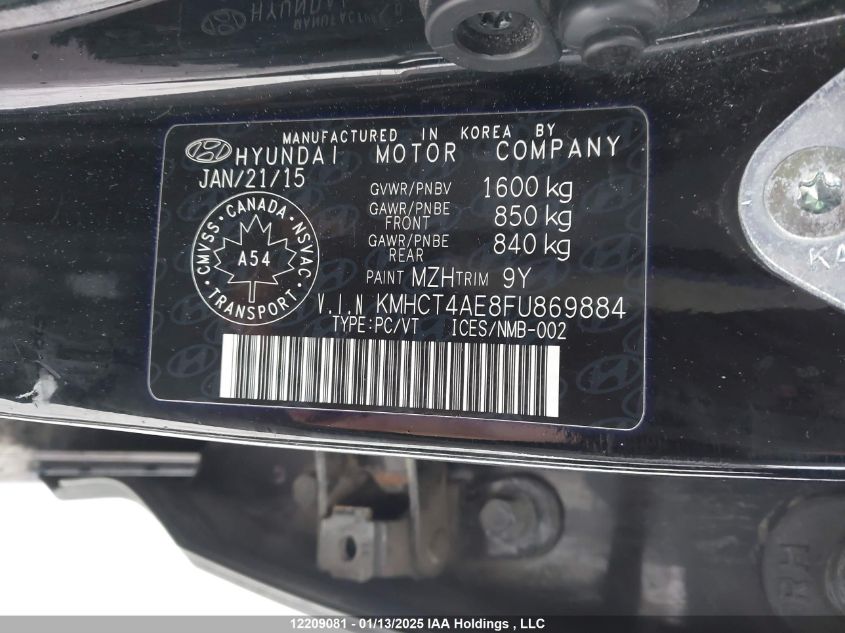 MANUFACTURED IN KOREA BY
HYUNDAI MOTOR COMPANY
JAN/21/15
GVWR/PNBV 1600 kg
GAWR/PNBE FRONT 850 kg
GAWR/PNBE REAR 840 kg
CMVSS · CANADA · NSVAC · TRANSPORT
A54
PAINT MZH TRIM 9Y
V.I.N KMHCT4AE8FU869884
TYPE:PC/VT ICES/NMB-002
RH
12209081 - 01/13/2025 IAA Holdings , LLC